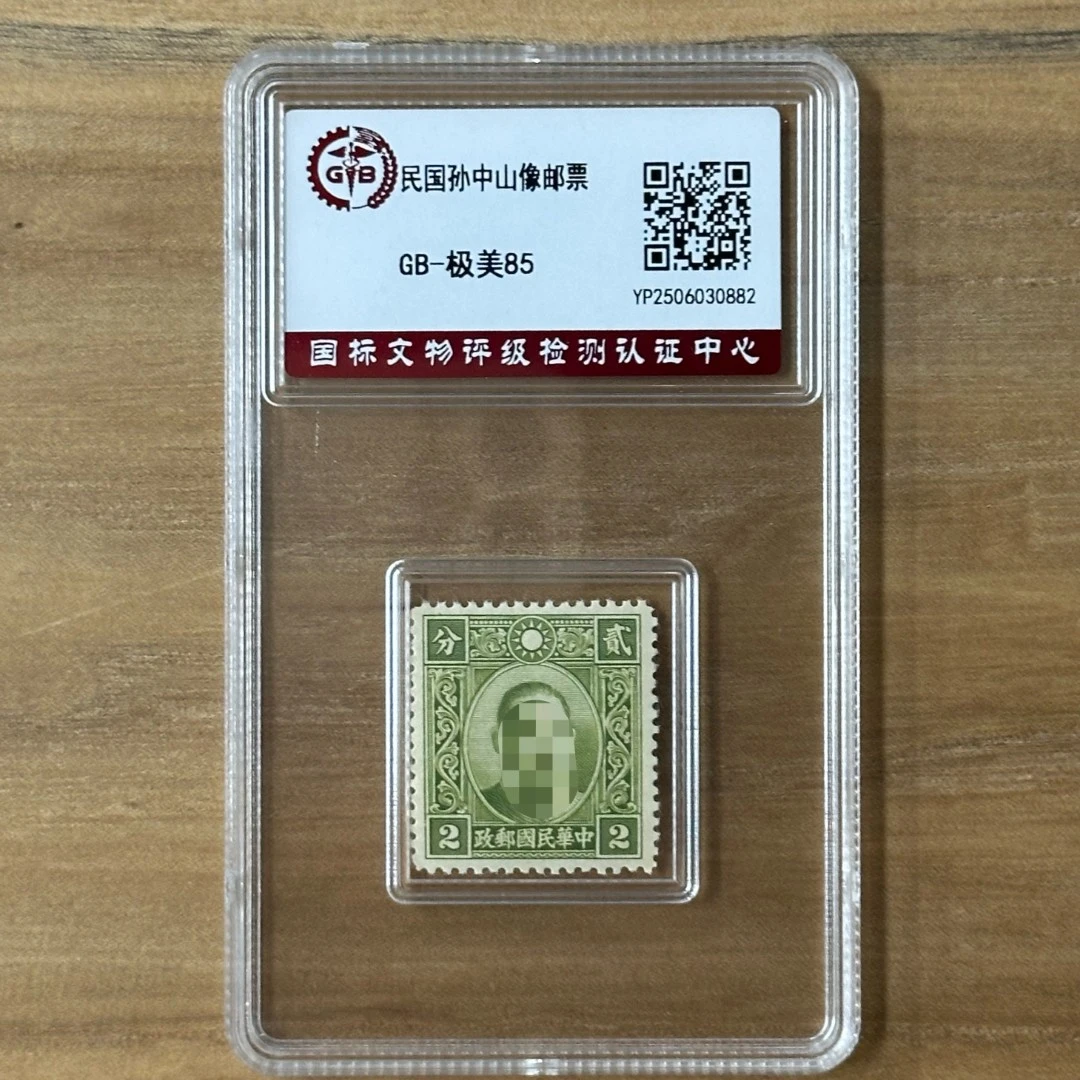 GB
民国孙中山像邮票
GB-极美85
YP2506030882
国标文物评级检测认证中心
分 貳
2 政郵國民華中 2